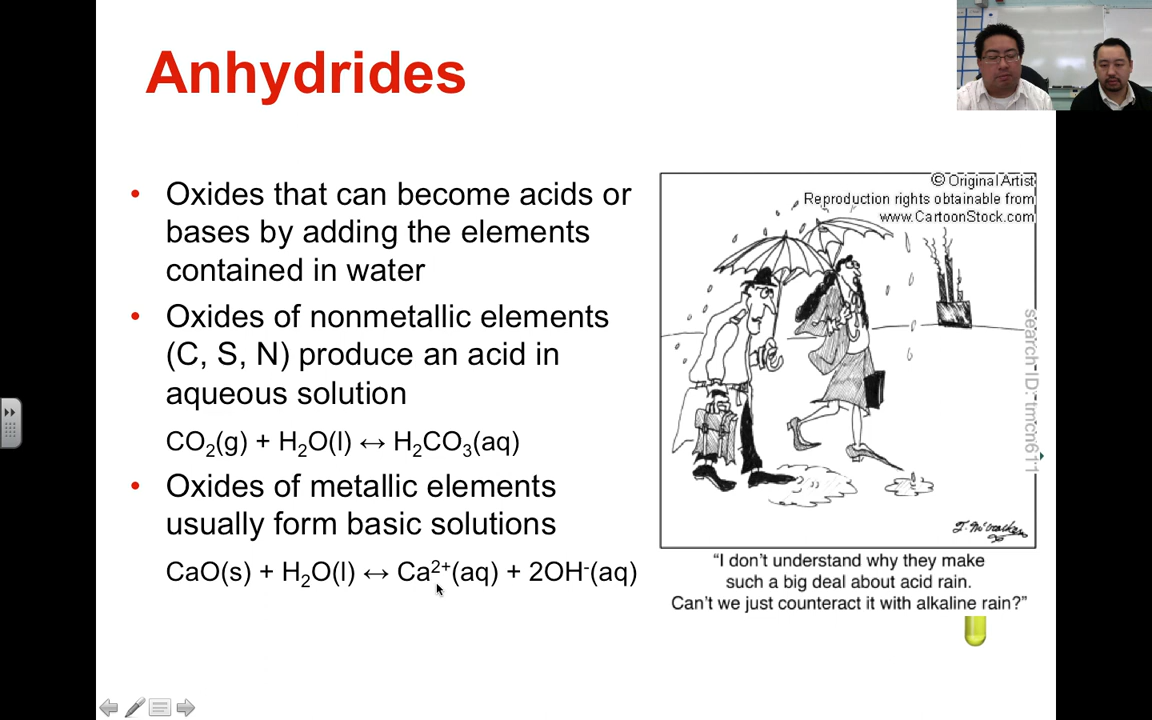 Anhydrides
• Oxides that can become acids or
bases by adding the elements
contained in water
• Oxides of nonmetallic elements
(C, S, N) produce an acid in
aqueous solution
CO₂(g) + H₂O(l) ↔ H₂CO₃(aq)
• Oxides of metallic elements
usually form basic solutions
CaO(s) + H₂O(l) ↔ Ca²⁺(aq) + 2OH⁻(aq)
© Original Artist
Reproduction rights obtainable from
www.CartoonStock.com
search ID: tmcn611
“I don’t understand why they make
such a big deal about acid rain.
Can’t we just counteract it with alkaline rain?”